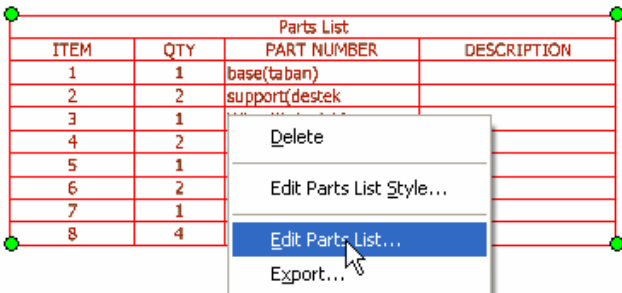 Parts List
ITEM QTY PART NUMBER DESCRIPTION
1 1 base(taban)
2 2 support(destek
3 1
4 2
5 1
6 2
7 1
8 4
Delete
Edit Parts List Style...
Edit Parts List...
Export...